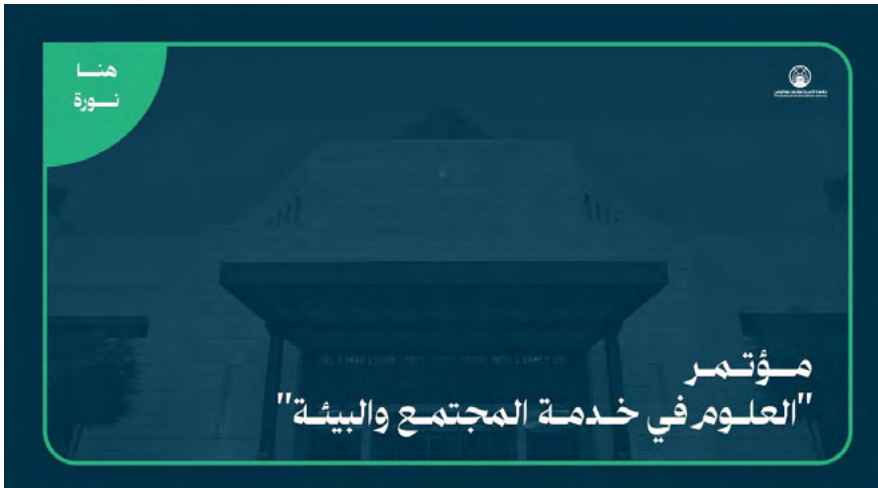 هنا
نورة
مؤتمر
"العلوم في خدمة المجتمع والبيئة"